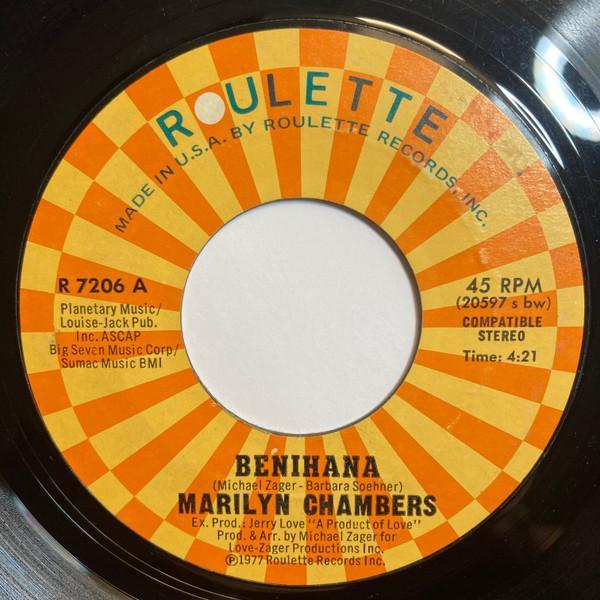 ROULETTE
MADE IN U.S.A. BY ROULETTE RECORDS, INC.
R 7206 A
Planetary Music/
Louise-Jack Pub.
Inc. ASCAP
Big Seven Music Corp/
Sumac Music BMI
45 RPM
(20597 s bw)
COMPATIBLE
STEREO
Time: 4:21
BENIHANA
(Michael Zager - Barbara Soehner)
MARILYN CHAMBERS
Ex. Prod.: Jerry Love "A Product of Love"
Prod. & Arr. by Michael Zager for
Love-Zager Productions Inc.
℗1977 Roulette Records Inc.